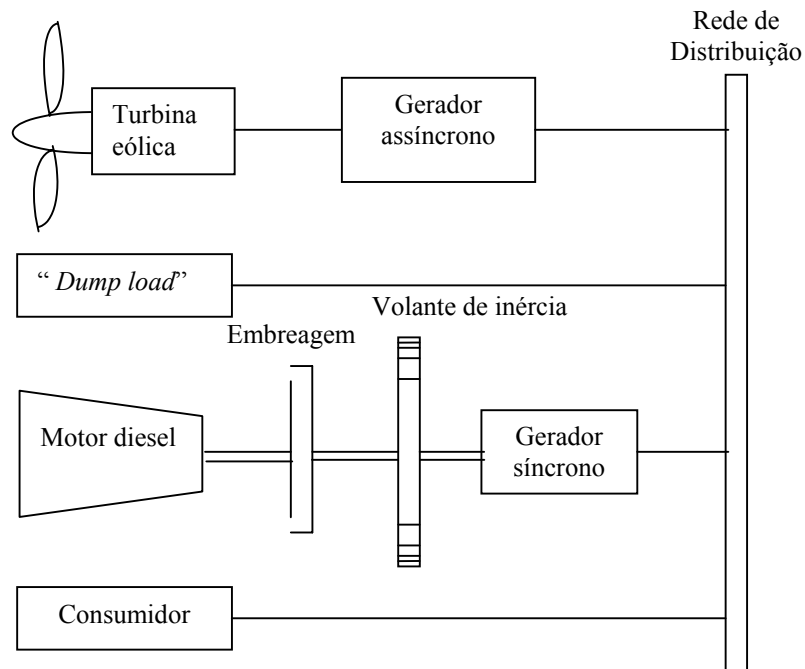 Rede de
Distribuição
Turbina
eólica
Gerador
assíncrono
“ Dump load”
Volante de inércia
Embreagem
Motor diesel
Gerador
síncrono
Consumidor